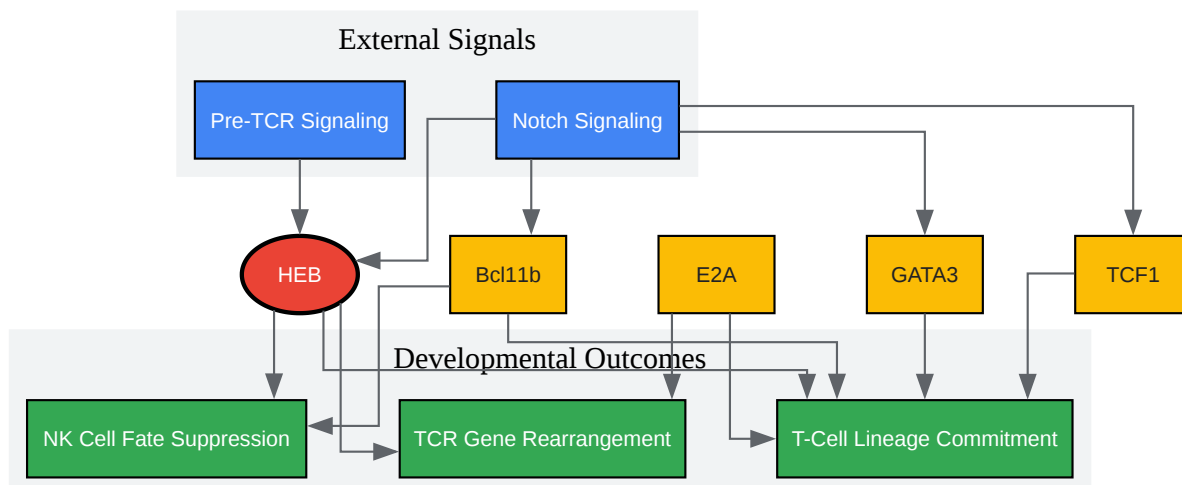 External Signals
Pre-TCR Signaling
Notch Signaling
HEB
Bcl11b
E2A
GATA3
TCF1
Developmental Outcomes
NK Cell Fate Suppression
TCR Gene Rearrangement
T-Cell Lineage Commitment